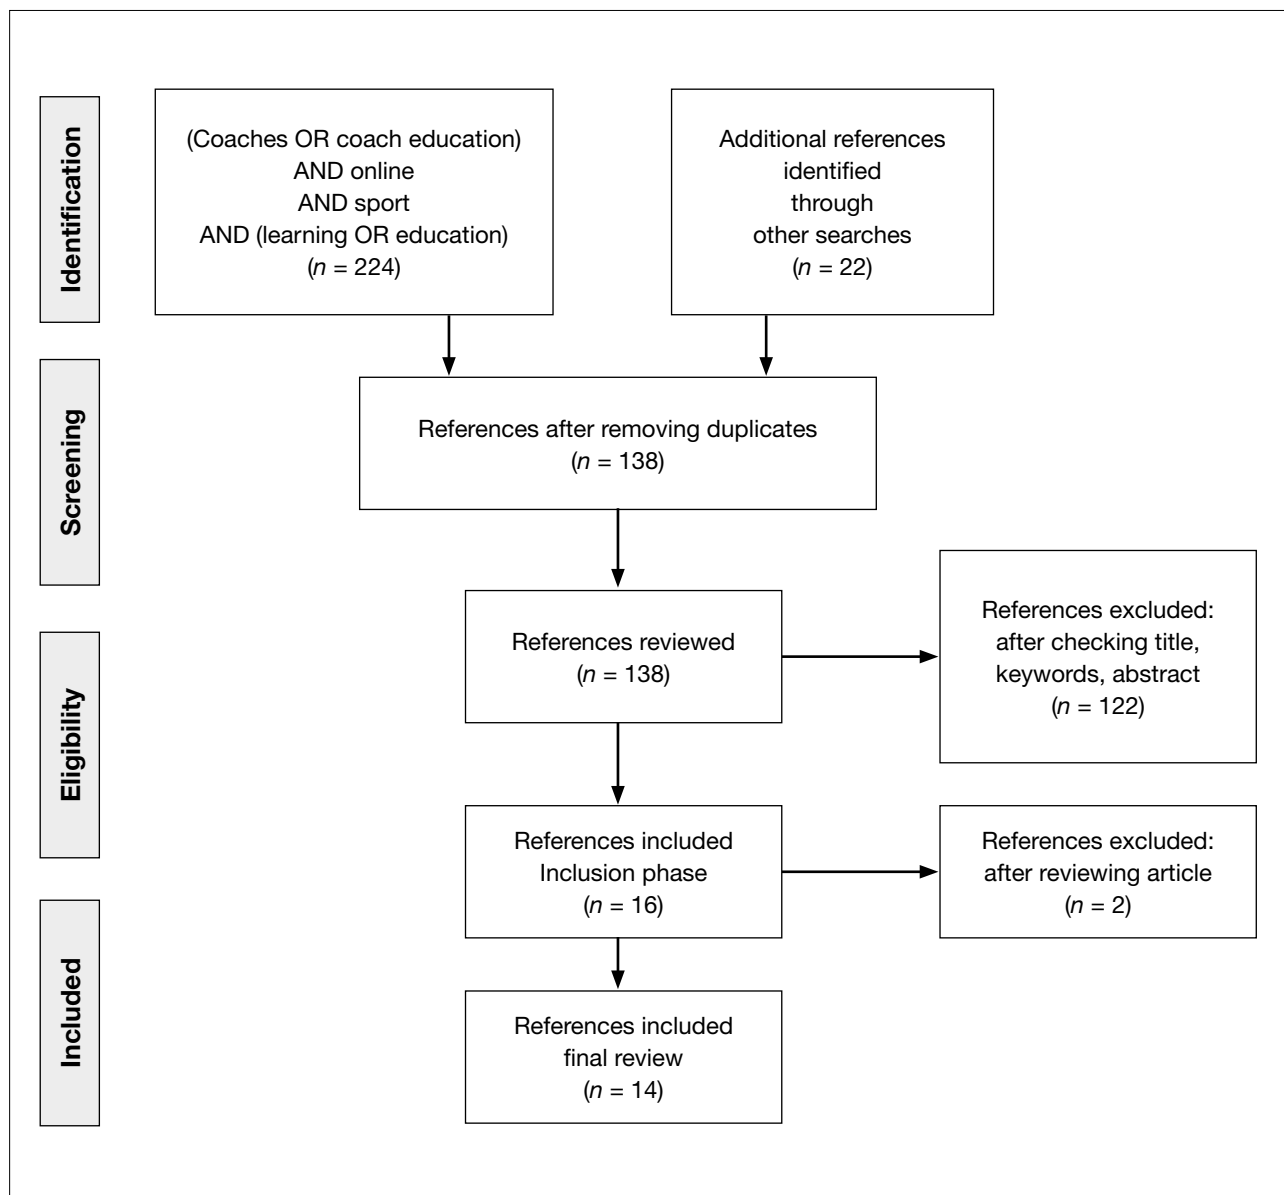 Identification
(Coaches OR coach education)
AND online
AND sport
AND (learning OR education)
(n = 224)
Additional references
identified
through
other searches
(n = 22)
Screening
References after removing duplicates
(n = 138)
Eligibility
References reviewed
(n = 138)
References excluded:
after checking title,
keywords, abstract
(n = 122)
References included
Inclusion phase
(n = 16)
References excluded:
after reviewing article
(n = 2)
Included
References included
final review
(n = 14)